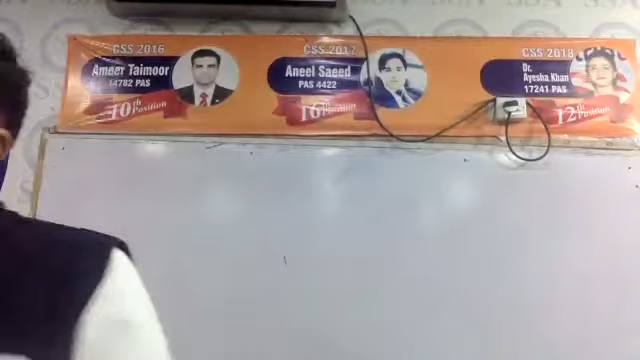 CSS 2016
Ameer Taimoor
14782 PAS
10th Position
CSS 2017
Aneel Saeed
PAS 4422
16th Position
CSS 2018
Dr.
Ayesha Khan
17241 PAS
12th Position